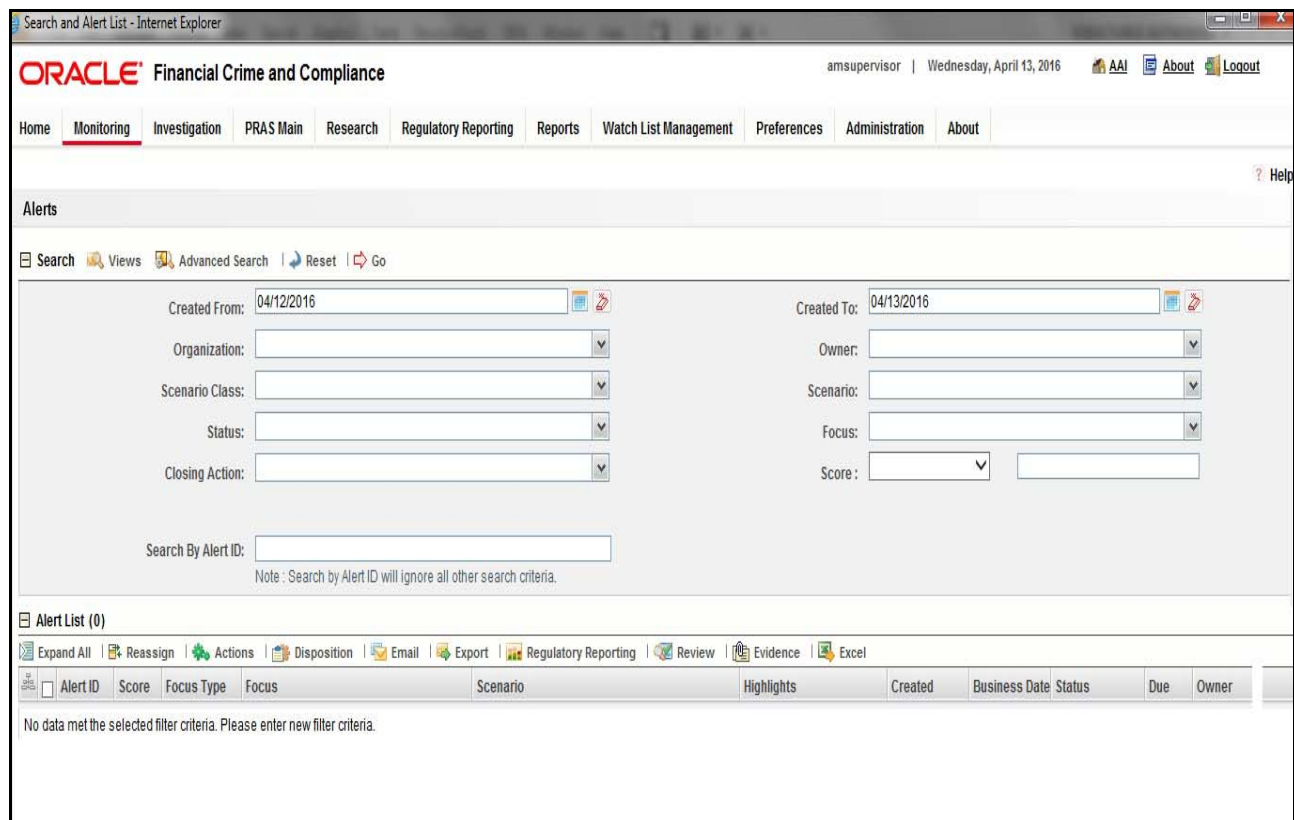 Search and Alert List - Internet Explorer
ORACLE® Financial Crime and Compliance
amsupervisor | Wednesday, April 13, 2016 AAI About Logout
Home Monitoring Investigation PRAS Main Research Regulatory Reporting Reports Watch List Management Preferences Administration About
? Help
Alerts
Search Views Advanced Search | Reset | Go
Created From: 04/12/2016 Created To: 04/13/2016
Organization: Owner:
Scenario Class: Scenario:
Status: Focus:
Closing Action: Score :
Search By Alert ID:
Note : Search by Alert ID will ignore all other search criteria.
Alert List (0)
Expand All | Reassign | Actions | Disposition | Email | Export | Regulatory Reporting | Review | Evidence | Excel
Alert ID Score Focus Type Focus Scenario Highlights Created Business Date Status Due Owner
No data met the selected filter criteria. Please enter new filter criteria.